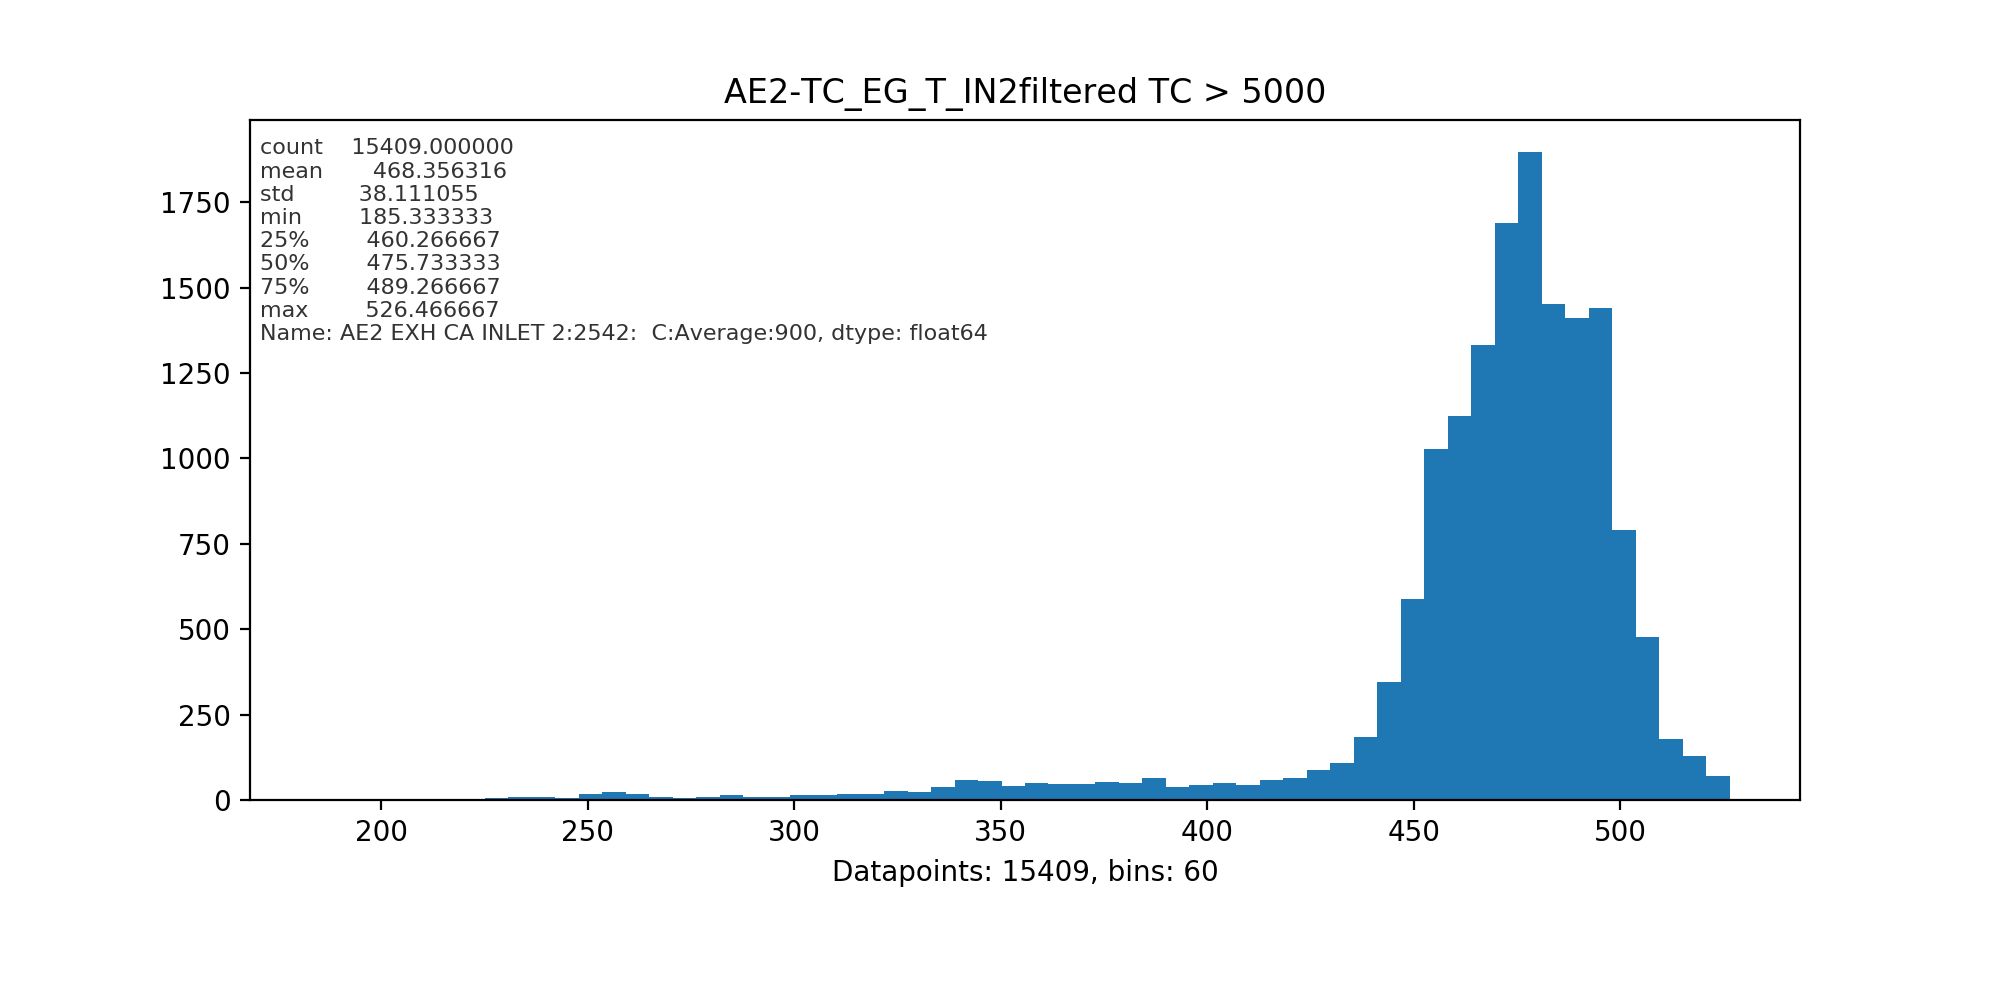 AE2-TC_EG_T_IN2filtered TC > 5000
count 15409.000000
mean 468.356316
std 38.111055
min 185.333333
25% 460.266667
50% 475.733333
75% 489.266667
max 526.466667
Name: AE2 EXH CA INLET 2:2542:  C:Average:900, dtype: float64
1750
1500
1250
1000
750
500
250
0
200 250 300 350 400 450 500
Datapoints: 15409, bins: 60